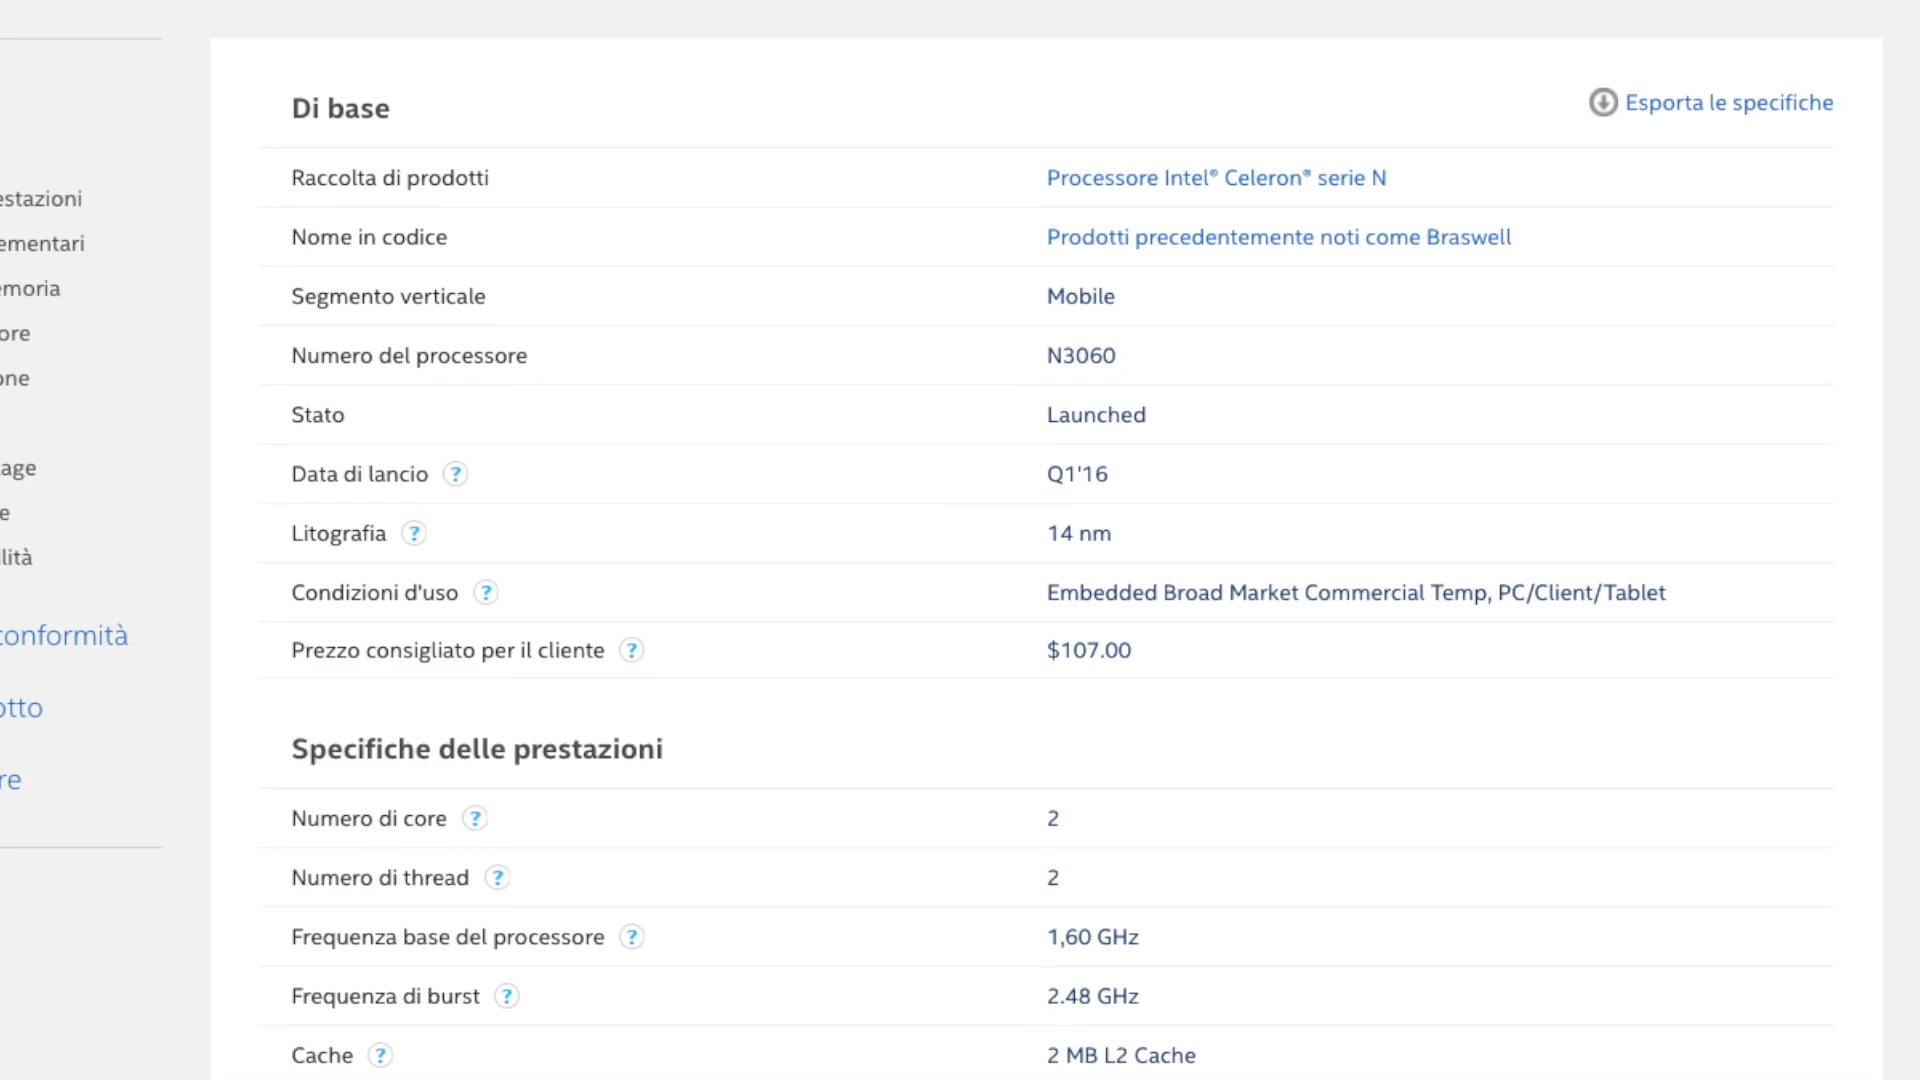 Di base
Esporta le specifiche
Raccolta di prodotti Processore Intel® Celeron® serie N
Nome in codice Prodotti precedentemente noti come Braswell
Segmento verticale Mobile
Numero del processore N3060
Stato Launched
Data di lancio ? Q1'16
Litografia ? 14 nm
Condizioni d'uso ? Embedded Broad Market Commercial Temp, PC/Client/Tablet
Prezzo consigliato per il cliente ? $107.00
Specifiche delle prestazioni
Numero di core ? 2
Numero di thread ? 2
Frequenza base del processore ? 1,60 GHz
Frequenza di burst ? 2.48 GHz
Cache ? 2 MB L2 Cache
estazioni
ementari
emoria
ore
one
age
e
lità
conformità
otto
re